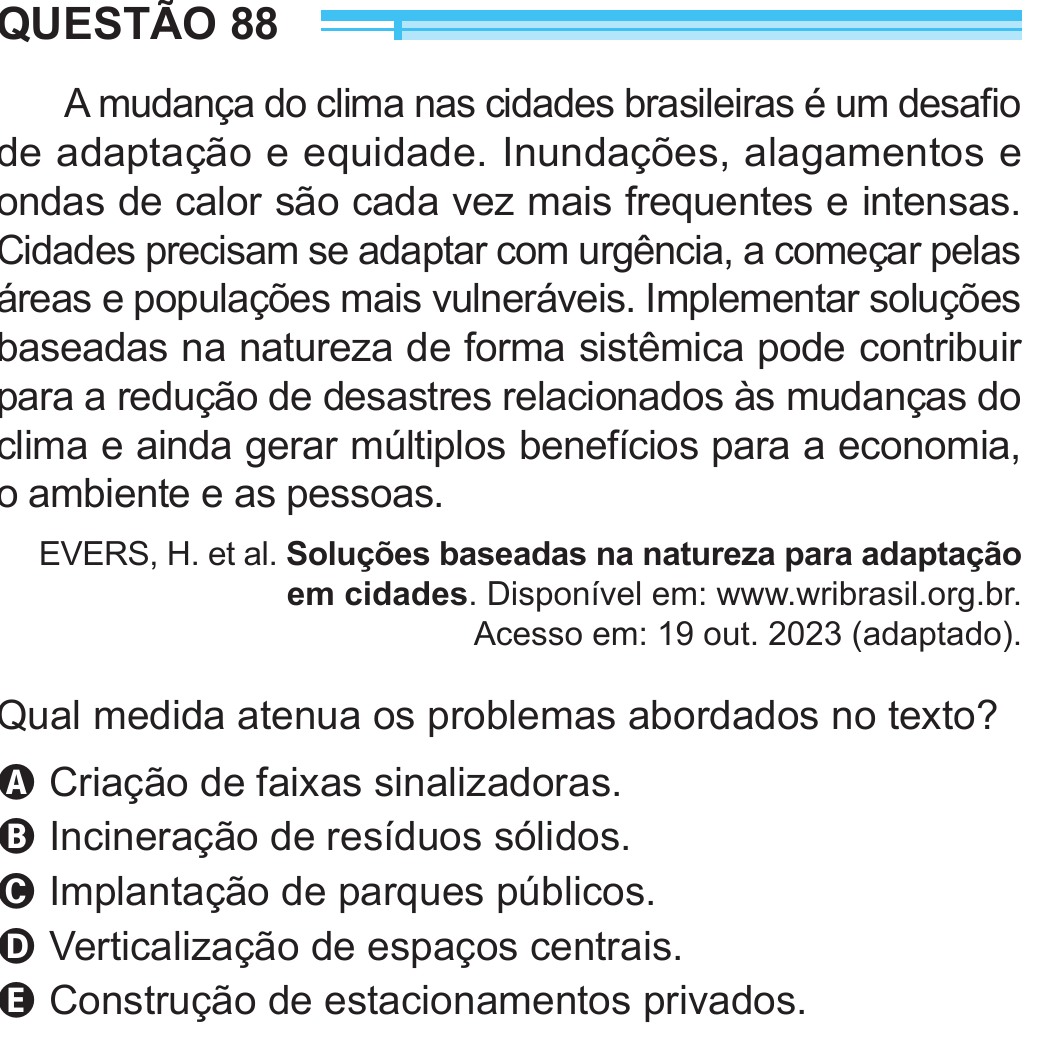 QUESTÃO 88
A mudança do clima nas cidades brasileiras é um desafio
de adaptação e equidade. Inundações, alagamentos e
ondas de calor são cada vez mais frequentes e intensas.
Cidades precisam se adaptar com urgência, a começar pelas
áreas e populações mais vulneráveis. Implementar soluções
baseadas na natureza de forma sistêmica pode contribuir
para a redução de desastres relacionados às mudanças do
clima e ainda gerar múltiplos benefícios para a economia,
o ambiente e as pessoas.
EVERS, H. et al. Soluções baseadas na natureza para adaptação
em cidades. Disponível em: www.wribrasil.org.br.
Acesso em: 19 out. 2023 (adaptado).
Qual medida atenua os problemas abordados no texto?
A Criação de faixas sinalizadoras.
B Incineração de resíduos sólidos.
C Implantação de parques públicos.
D Verticalização de espaços centrais.
E Construção de estacionamentos privados.